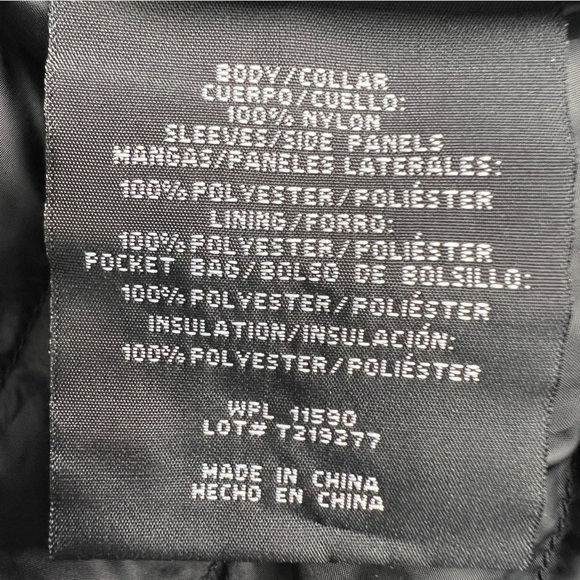 BODY/COLLAR
CUERPO/CUELLO:
100% NYLON
SLEEVES/SIDE PANELS
MANGAS/PANELES LATERALES:
100% POLYESTER/POLIÉSTER
LINING/FORRO:
100% POLYESTER/POLIÉSTER
POCKET BAG/BOLSO DE BOLSILLO:
100% POLYESTER/POLIÉSTER
INSULATION/INSULACIÓN:
100% POLYESTER/POLIÉSTER
WPL 11590
LOT# T219277
MADE IN CHINA
HECHO EN CHINA